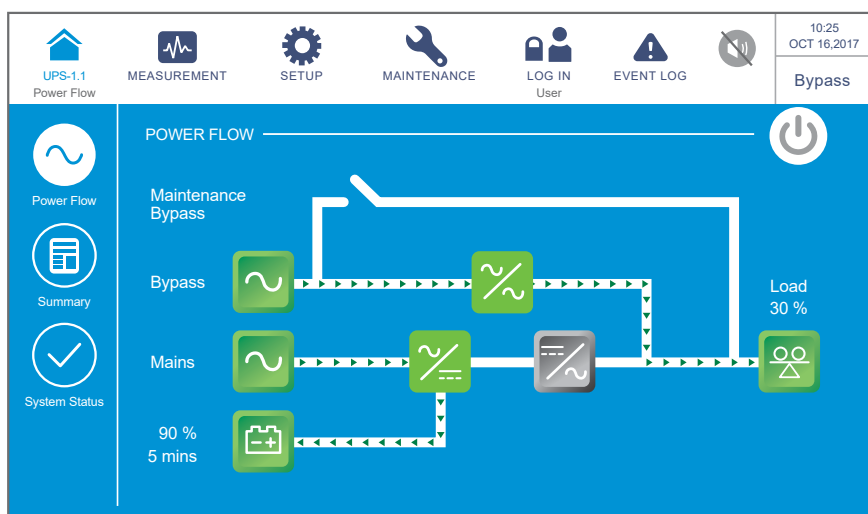 UPS-1.1
Power Flow
MEASUREMENT
SETUP
MAINTENANCE
LOG IN
User
EVENT LOG
10:25
OCT 16,2017
Bypass
POWER FLOW
Power Flow
Summary
System Status
Maintenance
Bypass
Bypass
Mains
90 %
5 mins
Load
30 %